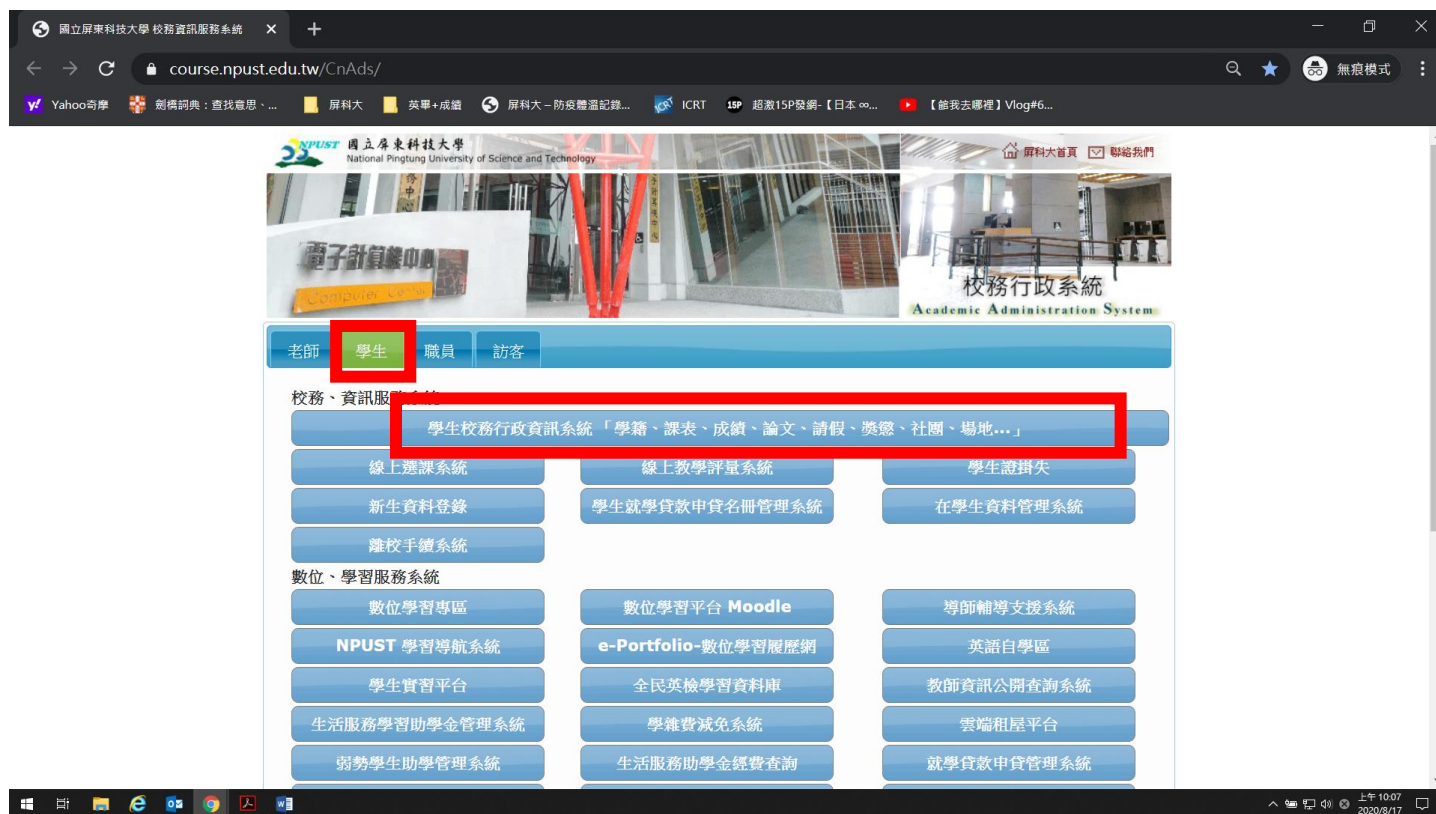 國立屏東科技大學 校務資訊服務系統
course.npust.edu.tw/CnAds/
無痕模式
Yahoo奇摩
劍橋詞典：查找意思、...
屏科大
英畢+成績
屏科大 – 防疫體溫記錄...
ICRT
15P 超激15P發網-【日本 ∞...
【餡我去哪裡】Vlog#6...
NPUST 國立屏東科技大學
National Pingtung University of Science and Technology
屏科大首頁 聯絡我們
電子計算機中心
Computer Center
校務行政系統
Academic Administration System
老師 學生 職員 訪客
校務、資訊服務系統
學生校務行政資訊系統「學籍、課表、成績、論文、請假、獎懲、社團、場地...」
線上選課系統 線上教學評量系統 學生證掛失
新生資料登錄 學生就學貸款申貸名冊管理系統 在學生資料管理系統
離校手續系統
數位、學習服務系統
數位學習專區 數位學習平台 Moodle 導師輔導支援系統
NPUST 學習導航系統 e-Portfolio-數位學習履歷網 英語自學區
學生實習平台 全民英檢學習資料庫 教師資訊公開查詢系統
生活服務學習助學金管理系統 學雜費減免系統 雲端租屋平台
弱勢學生助學管理系統 生活服務助學金經費查詢 就學貸款申貸管理系統
上午 10:07
2020/8/17